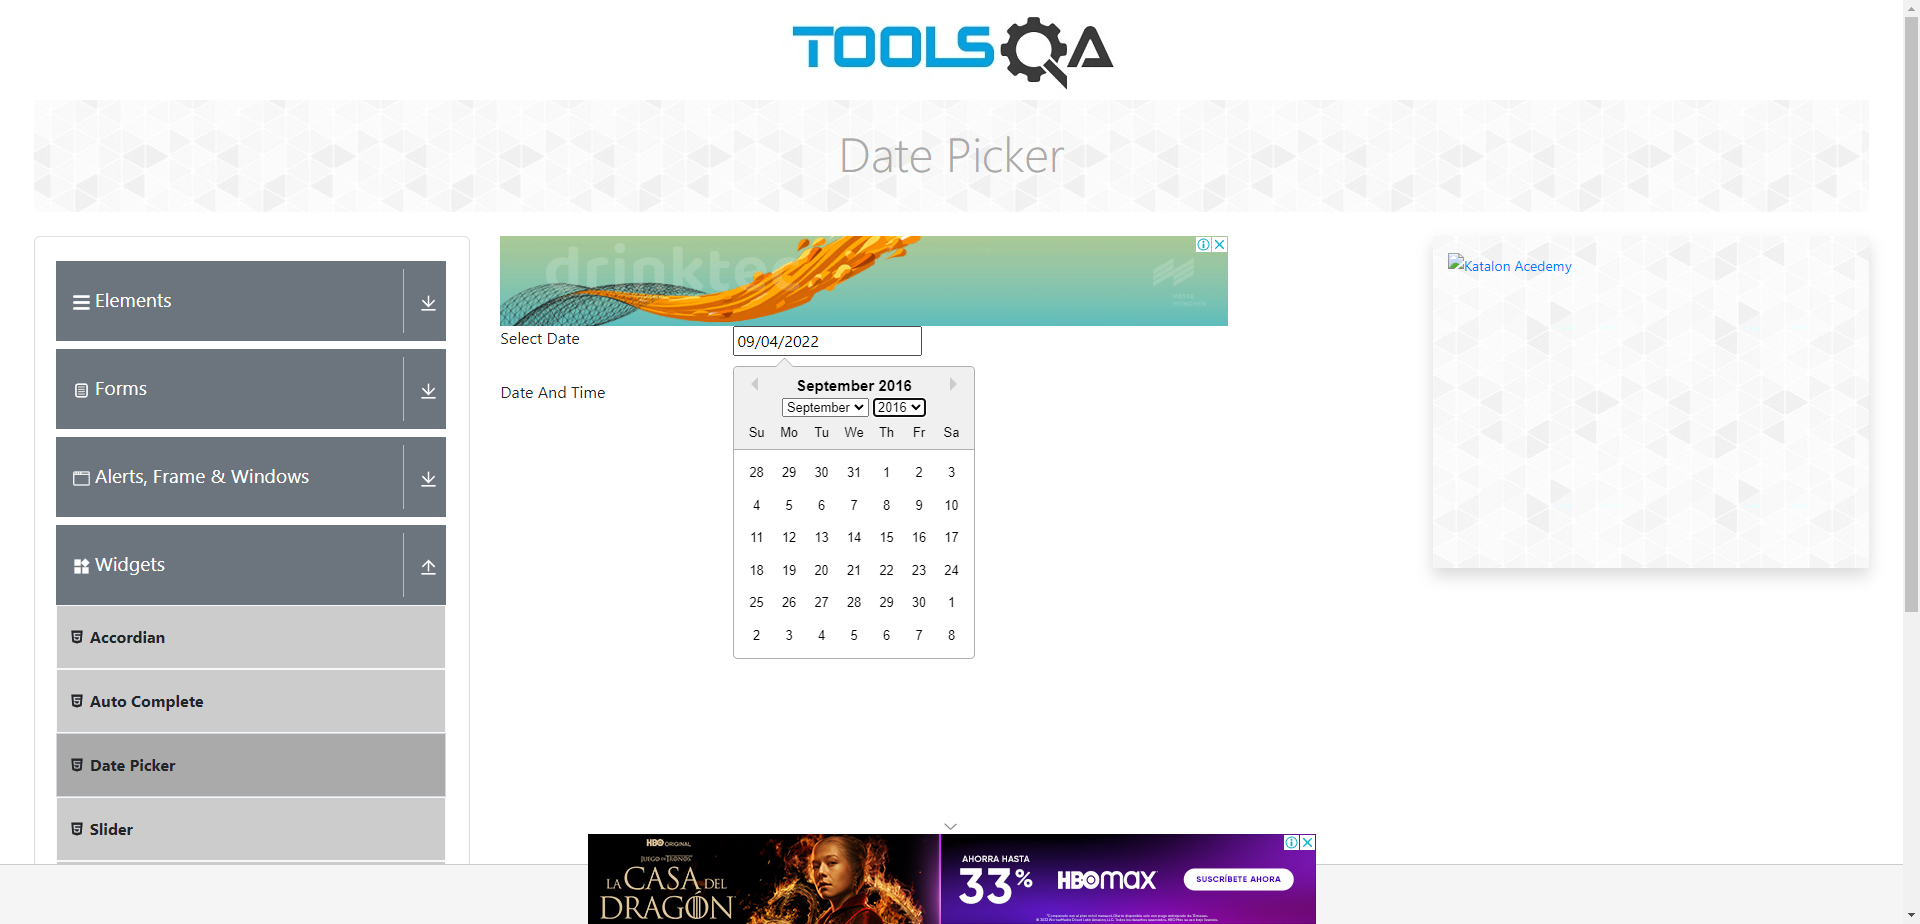 TOOLSQA
Date Picker
Elements
Forms
Alerts, Frame & Windows
Widgets
Accordian
Auto Complete
Date Picker
Slider
drinktec
Select Date
09/04/2022
Date And Time
September 2016
September 2016
Su Mo Tu We Th Fr Sa
28 29 30 31 1 2 3
4 5 6 7 8 9 10
11 12 13 14 15 16 17
18 19 20 21 22 23 24
25 26 27 28 29 30 1
2 3 4 5 6 7 8
Katalon Acedemy
HBO ORIGINAL
JUEGO DE TRONOS
LA CASA DEL
DRAGÓN
AHORRA HASTA
33%
HBOMAX
SUSCRÍBETE AHORA